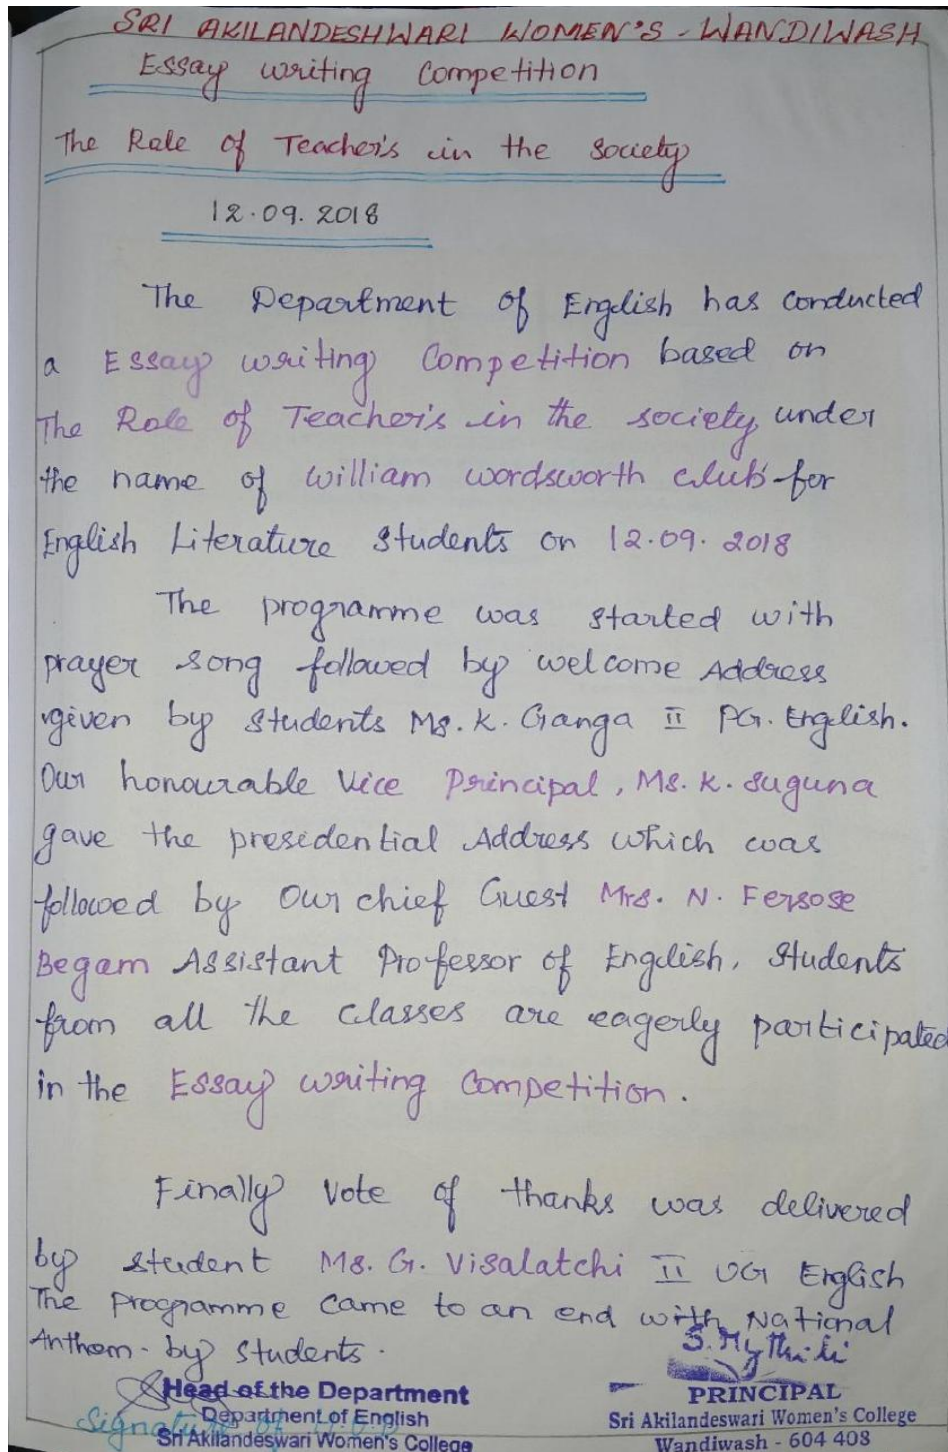 SRI AKILANDESHWARI WOMEN'S - WANDIWASH
Essay writing Competition
The Role of Teacher's in the society
12.09.2018
The Department of English has conducted
a Essay writing Competition based on
The Role of Teacher's in the society under
the name of William wordsworth club for
English Literature Students on 12.09.2018
The programme was started with
prayer song followed by welcome Address
given by Students Ms. K. Ganga II PG. English.
Our honourable Vice Principal, Ms. K. Suguna
gave the presidential Address which was
followed by Our chief Guest Mrs. N. Fersose
Begam Assistant Professor of English, Students
from all the classes are eagerly participated
in the Essay writing Competition.
Finally Vote of thanks was delivered
by student Ms. G. Visalatchi II UG English
The Programme came to an end with National
Anthem - by Students.
S. Mythili
Head of the Department
Department of English
Sri Akilandeswari Women's College
Signature of
PRINCIPAL
Sri Akilandeswari Women's College
Wandiwash - 604 408